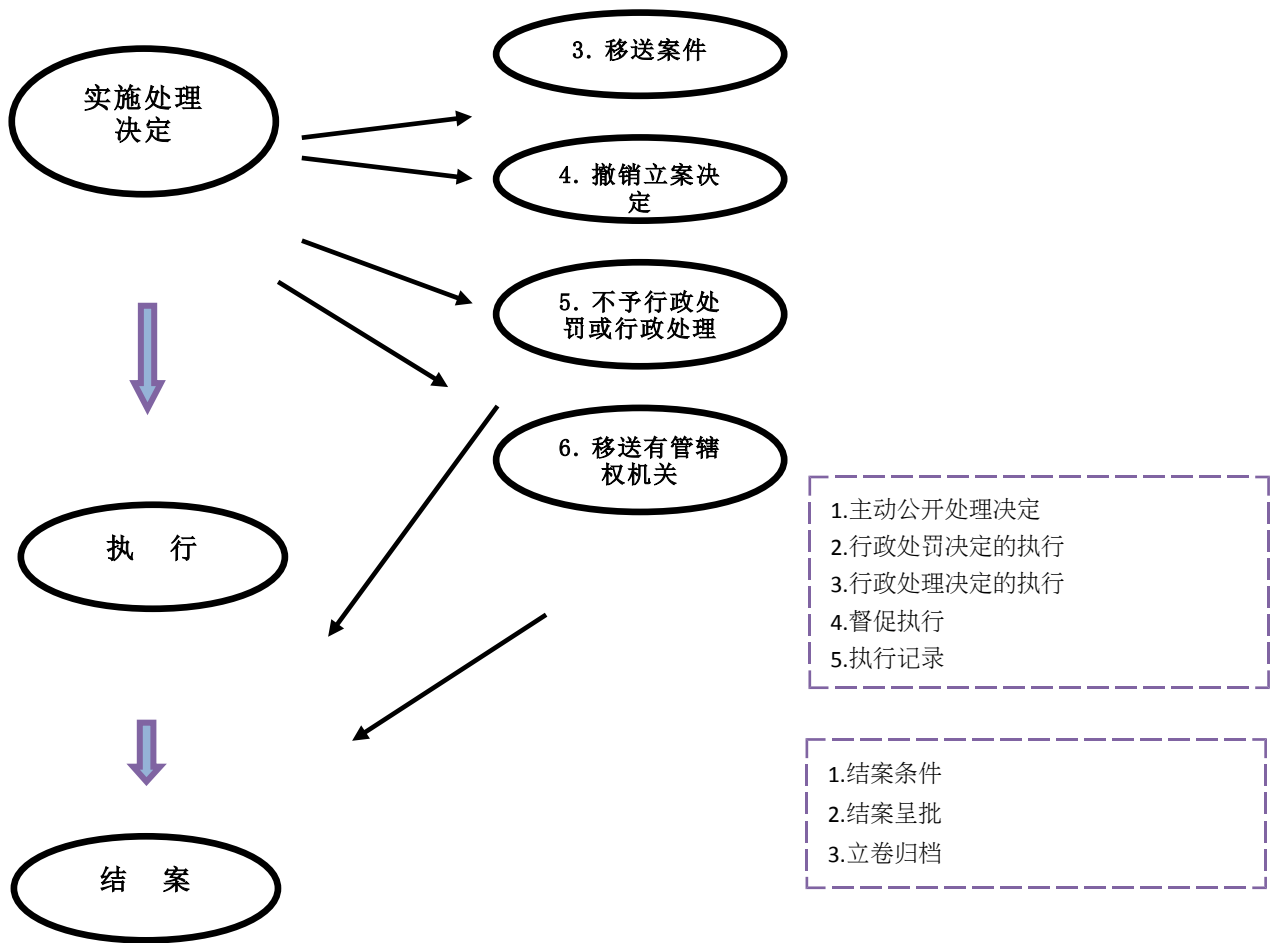 实施处理
决定
3. 移送案件
4. 撤销立案决
定
5. 不予行政处
罚或行政处理
6. 移送有管辖
权机关
执 行
1.主动公开处理决定
2.行政处罚决定的执行
3.行政处理决定的执行
4.督促执行
5.执行记录
结 案
1.结案条件
2.结案呈批
3.立卷归档